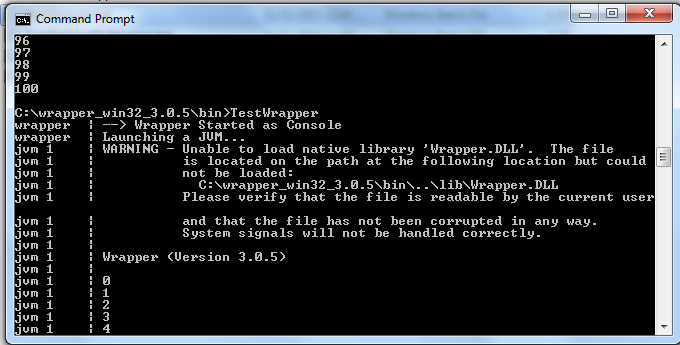 Command Prompt
96
97
98
99
100
C:\wrapper_win32_3.0.5\bin>TestWrapper
wrapper  | --> Wrapper Started as Console
wrapper  | Launching a JVM...
jvm 1    | WARNING - Unable to load native library 'Wrapper.DLL'.  The file
jvm 1    |           is located on the path at the following location but could
jvm 1    |           not be loaded:
jvm 1    |             C:\wrapper_win32_3.0.5\bin\..\lib\Wrapper.DLL
jvm 1    |           Please verify that the file is readable by the current user
jvm 1    |           and that the file has not been corrupted in any way.
jvm 1    |           System signals will not be handled correctly.
jvm 1    |
jvm 1    | Wrapper (Version 3.0.5)
jvm 1    |
jvm 1    | 0
jvm 1    | 1
jvm 1    | 2
jvm 1    | 3
jvm 1    | 4